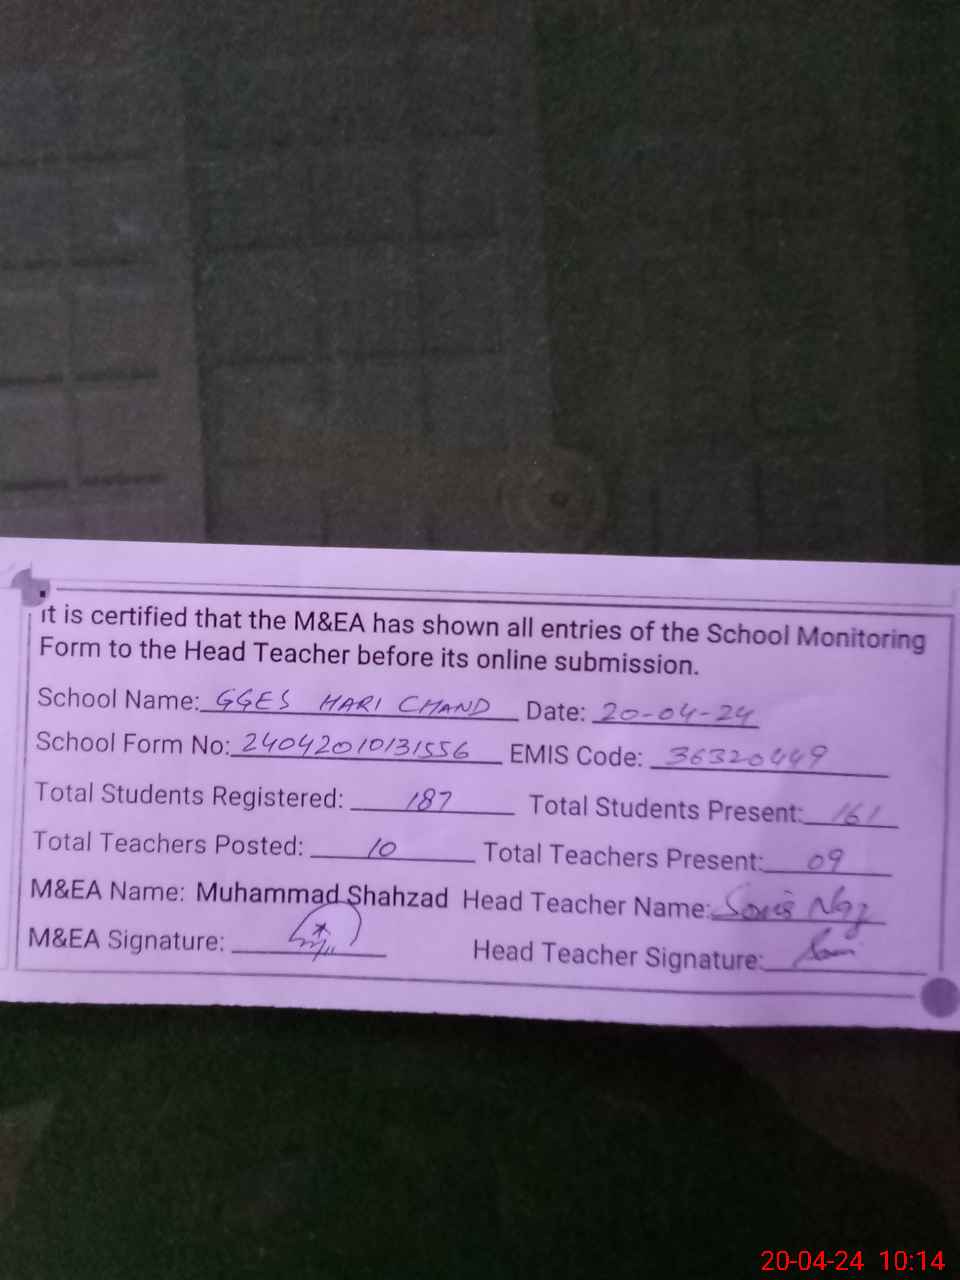 It is certified that the M&EA has shown all entries of the School Monitoring
Form to the Head Teacher before its online submission.
School Name: GGES HARI CHAND Date: 20-04-24
School Form No: 24042010131556 EMIS Code: 36320449
Total Students Registered: 187 Total Students Present: 161
Total Teachers Posted: 10 Total Teachers Present: 09
M&EA Name: Muhammad Shahzad Head Teacher Name: Naz
M&EA Signature: Head Teacher Signature:
20-04-24 10:14